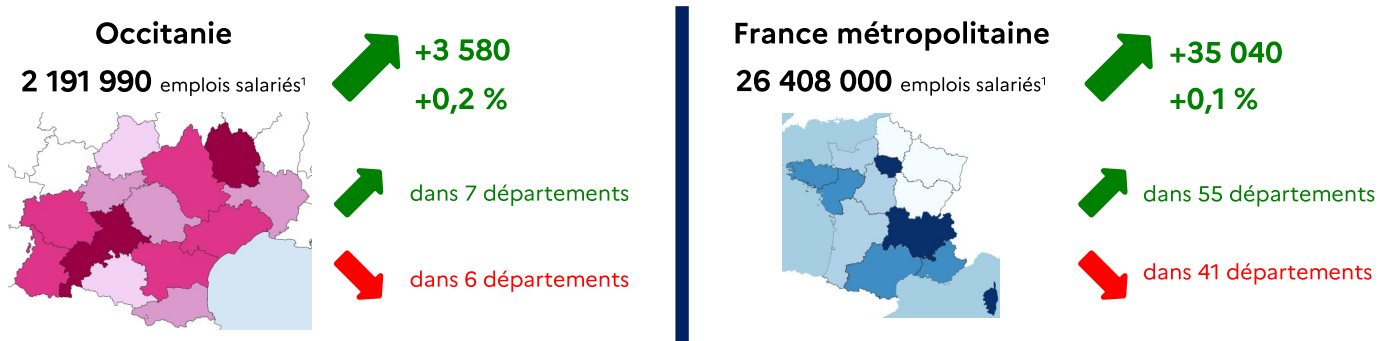 Occitanie
2 191 990 emplois salariés¹
+3 580
+0,2 %
dans 7 départements
dans 6 départements
France métropolitaine
26 408 000 emplois salariés¹
+35 040
+0,1 %
dans 55 départements
dans 41 départements